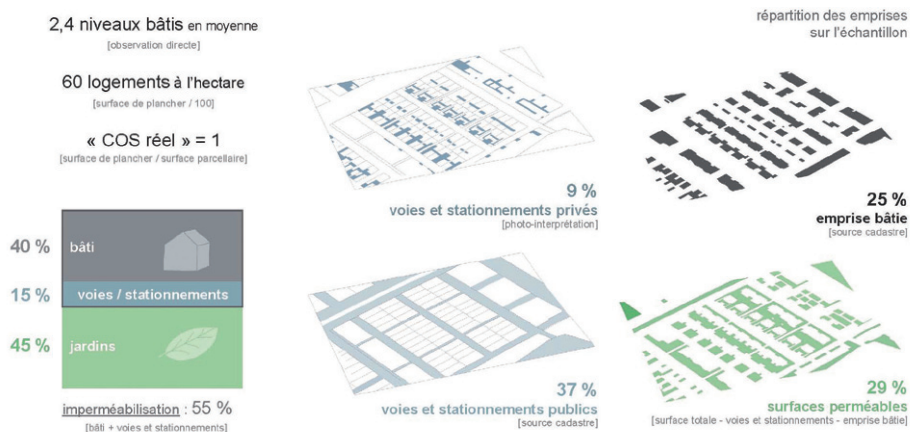 2,4 niveaux bâtis en moyenne
[observation directe]
60 logements à l'hectare
[surface de plancher / 100]
« COS réel » = 1
[surface de plancher / surface parcellaire]
40 %
bâti
15 %
voies / stationnements
45 %
jardins
imperméabilisation : 55 %
[bâti + voies et stationnements]
9 %
voies et stationnements privés
[photo-interprétation]
37 %
voies et stationnements publics
[source cadastre]
répartition des emprises
sur l'échantillon
25 %
emprise bâtie
[source cadastre]
29 %
surfaces perméables
[surface totale - voies et stationnements - emprise bâtie]